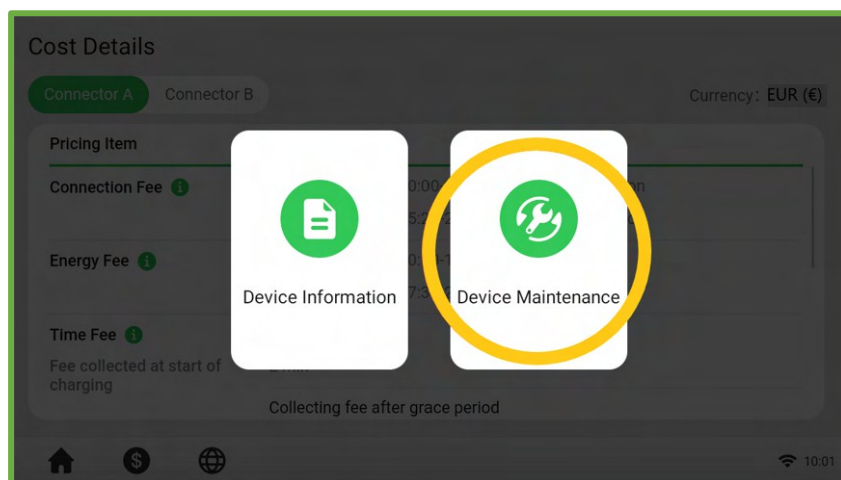 Cost Details
Connector A Connector B
Currency: EUR (€)
Pricing Item
Connection Fee
Energy Fee
Device Information
Device Maintenance
Time Fee
Fee collected at start of
charging
Collecting fee after grace period
10:01